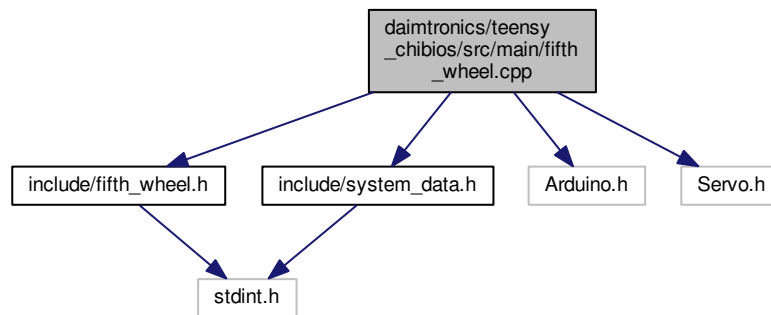 daimtronics/teensy
_chibios/src/main/fifth
_wheel.cpp
include/fifth_wheel.h
include/system_data.h
Arduino.h
Servo.h
stdint.h